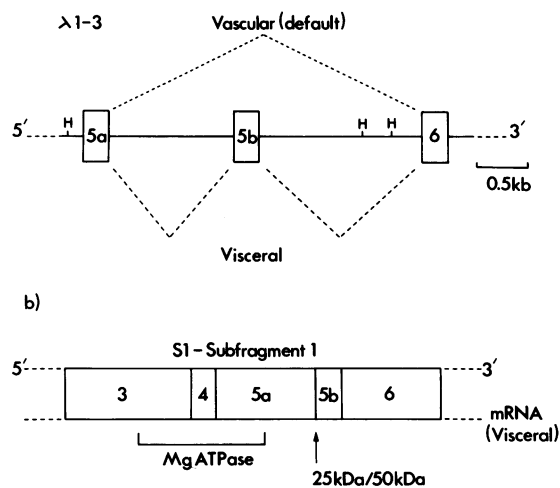 λ1-3 Vascular (default)
5′ H 5a 5b H H 6 3′
0.5kb
Visceral
b)
S1-Subfragment 1
5′ 3′
3 4 5a 5b 6
mRNA
(Visceral)
MgATPase
25kDa/50kDa